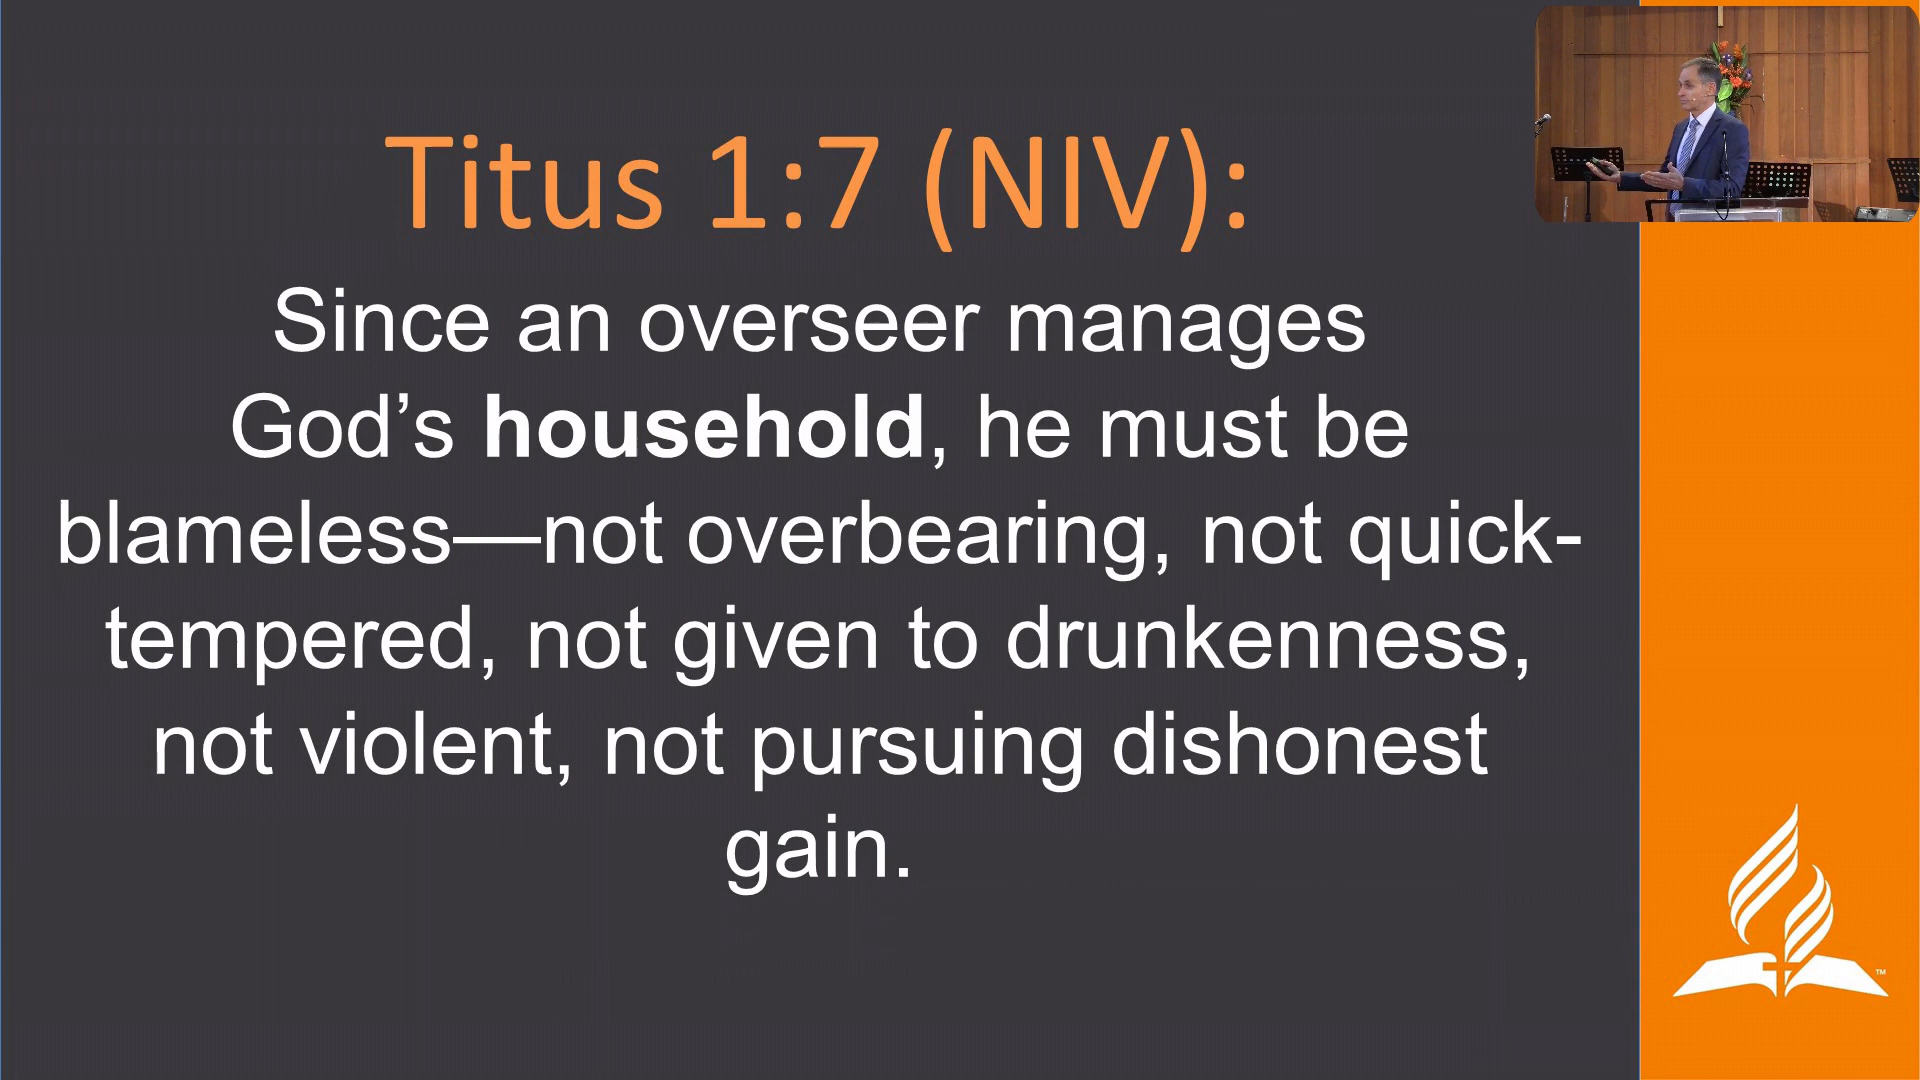 Titus 1:7 (NIV):
Since an overseer manages
God’s household, he must be
blameless—not overbearing, not quick-
tempered, not given to drunkenness,
not violent, not pursuing dishonest
gain.
™